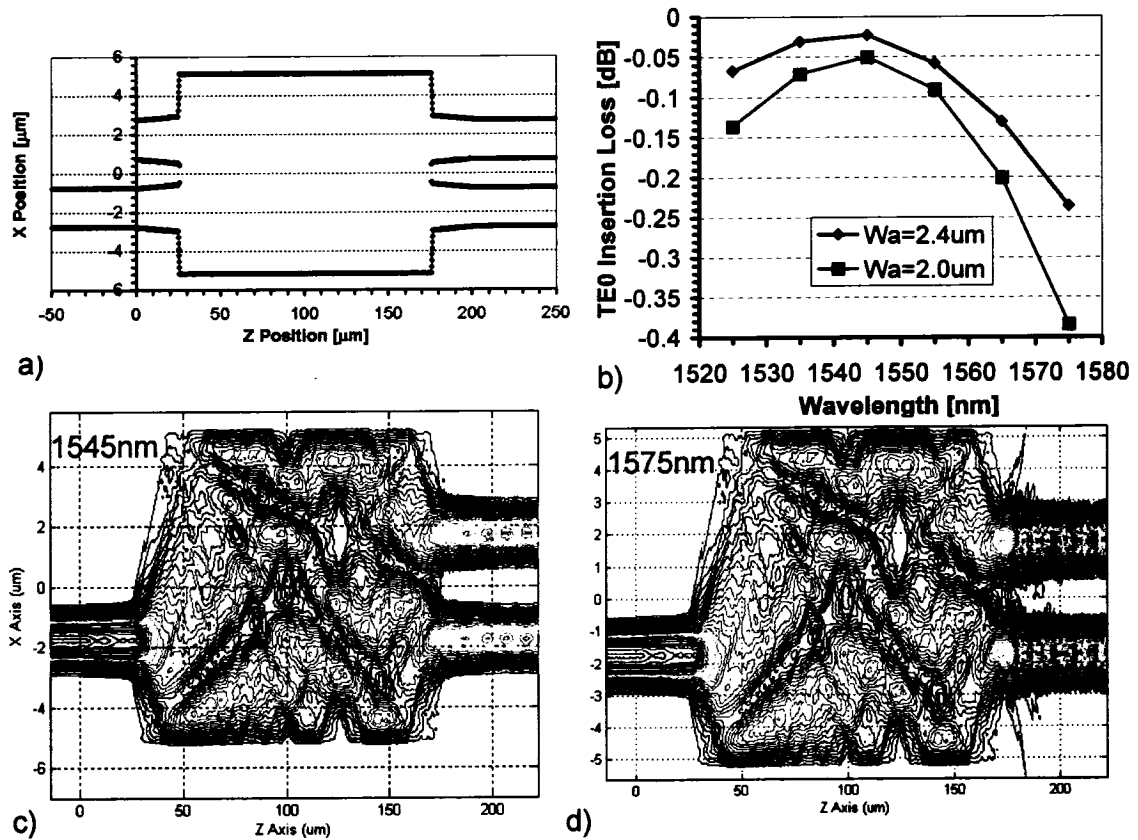 X Position [µm]
6
4
2
0
-2
-4
-6
-50 0 50 100 150 200 250
Z Position [µm]
a)
TE0 Insertion Loss [dB]
0
-0.05
-0.1
-0.15
-0.2
-0.25
-0.3
-0.35
-0.4
Wa=2.4um
Wa=2.0um
1520 1530 1540 1550 1560 1570 1580
Wavelength [nm]
b)
1545nm
X Axis (um)
4
2
0
-2
-4
-6
0 50 100 150 200
Z Axis (um)
c)
1575nm
5
4
3
2
1
0
-1
-2
-3
-4
-5
0 50 100 150 200
Z Axis (um)
d)